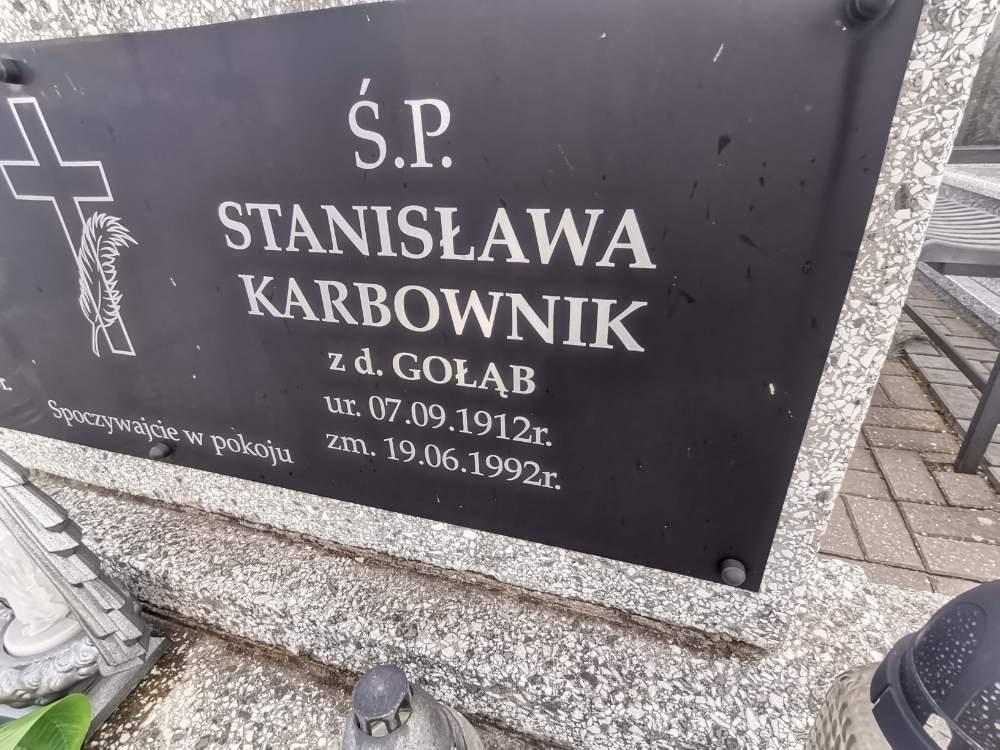 Ś.P.
STANISŁAWA
KARBOWNIK
z d. GOŁĄB
ur. 07.09.1912r.
zm. 19.06.1992r.
r.
Spoczywajcie w pokoju